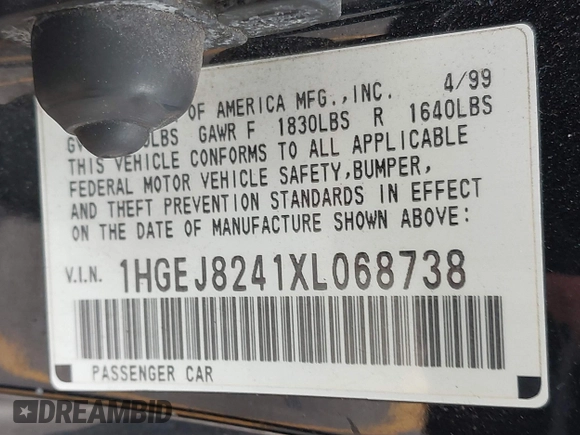 OF AMERICA MFG.,INC. 4/99
GAWR F 1830LBS R 1640LBS
THIS VEHICLE CONFORMS TO ALL APPLICABLE
FEDERAL MOTOR VEHICLE SAFETY,BUMPER,
AND THEFT PREVENTION STANDARDS IN EFFECT
ON THE DATE OF MANUFACTURE SHOWN ABOVE:
V.I.N. 1HGEJ8241XL068738
PASSENGER CAR
DREAMBID